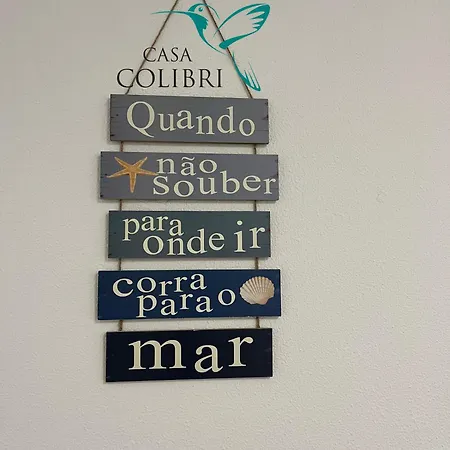 CASA
COLIBRI
Quando
não
souber
para
onde ir
corra
para o
mar